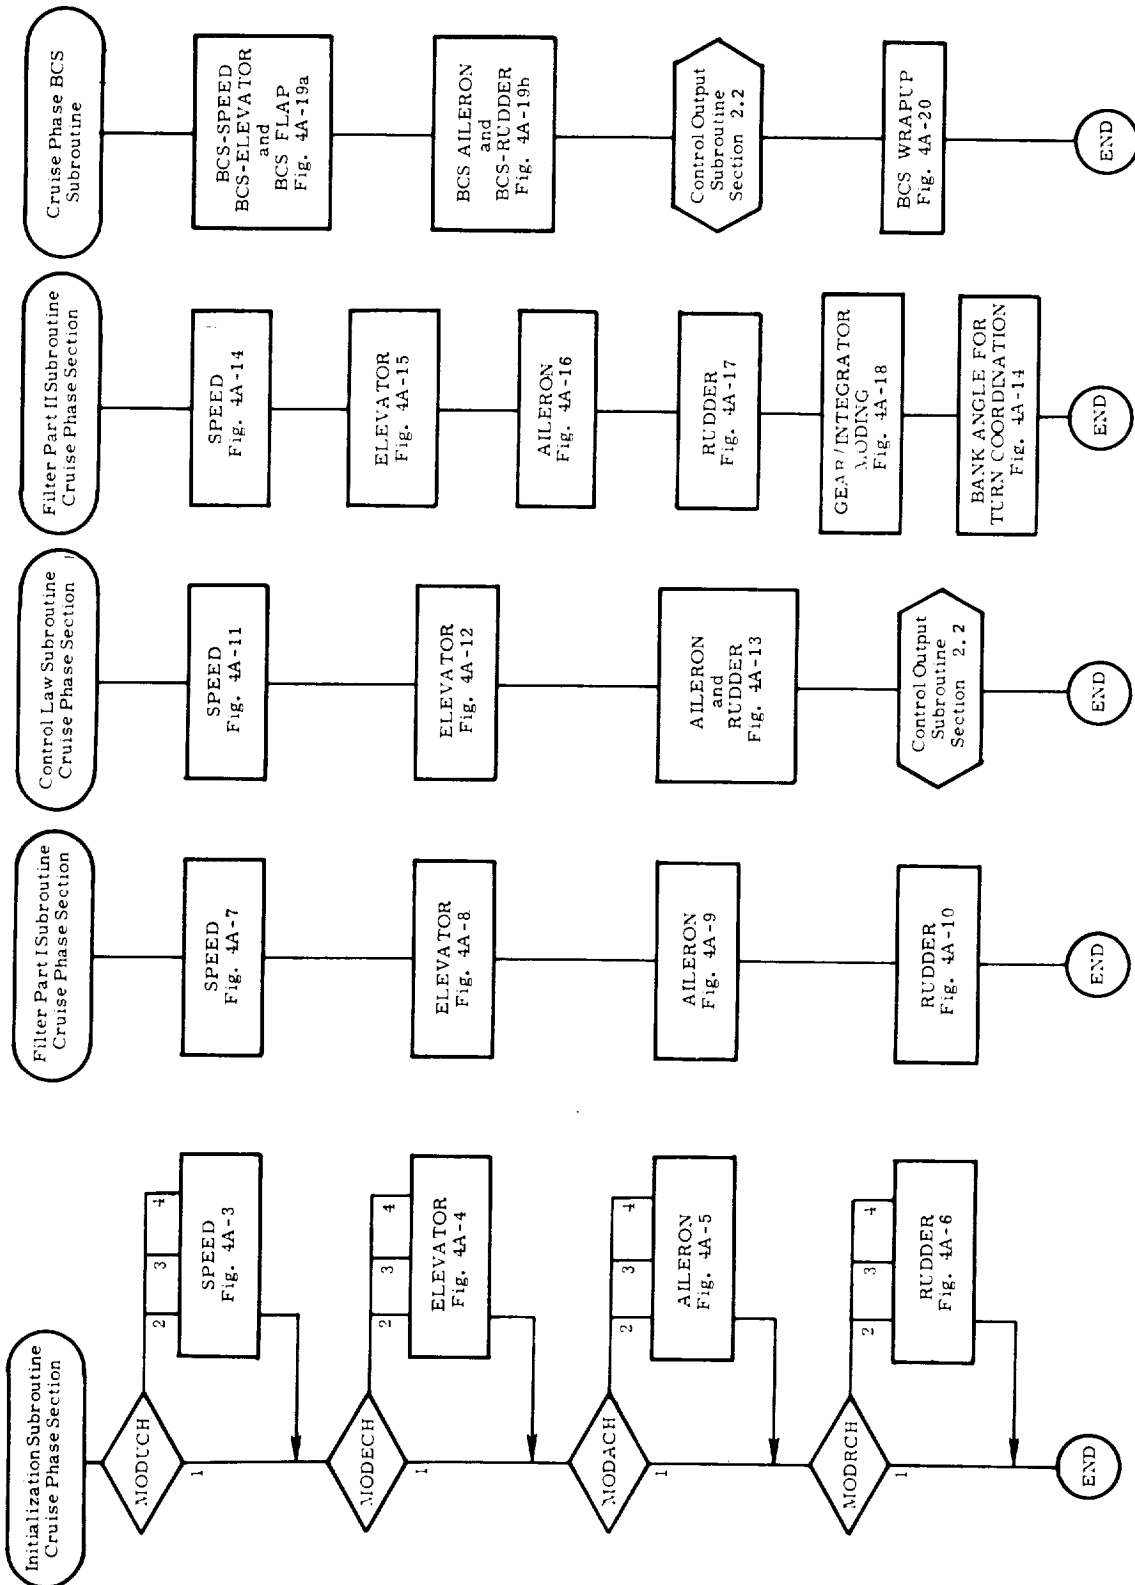 Initialization Subroutine
Cruise Phase Section
MODUCH
1
2
3
4
SPEED
Fig. 4A-3
MODECH
1
2
3
4
ELEVATOR
Fig. 4A-4
MODACH
1
2
3
4
AILERON
Fig. 4A-5
MODRCH
1
2
3
4
RUDDER
Fig. 4A-6
END
Filter Part I Subroutine
Cruise Phase Section
SPEED
Fig. 4A-7
ELEVATOR
Fig. 4A-8
AILERON
Fig. 4A-9
RUDDER
Fig. 4A-10
END
Control Law Subroutine
Cruise Phase Section
SPEED
Fig. 4A-11
ELEVATOR
Fig. 4A-12
AILERON
and
RUDDER
Fig. 4A-13
Control Output
Subroutine
Section 2.2
END
Filter Part II Subroutine
Cruise Phase Section
SPEED
Fig. 4A-14
ELEVATOR
Fig. 4A-15
AILERON
Fig. 4A-16
RUDDER
Fig. 4A-17
GEAR/INTEGRATOR
MODING
Fig. 4A-18
BANK ANGLE FOR
TURN COORDINATION
Fig. 4A-14
END
Cruise Phase BCS
Subroutine
BCS-SPEED
BCS-ELEVATOR
and
BCS FLAP
Fig. 4A-19a
BCS AILERON
and
BCS-RUDDER
Fig. 4A-19b
Control Output
Subroutine
Section 2.2
BCS WRAPUP
Fig. 4A-20
END